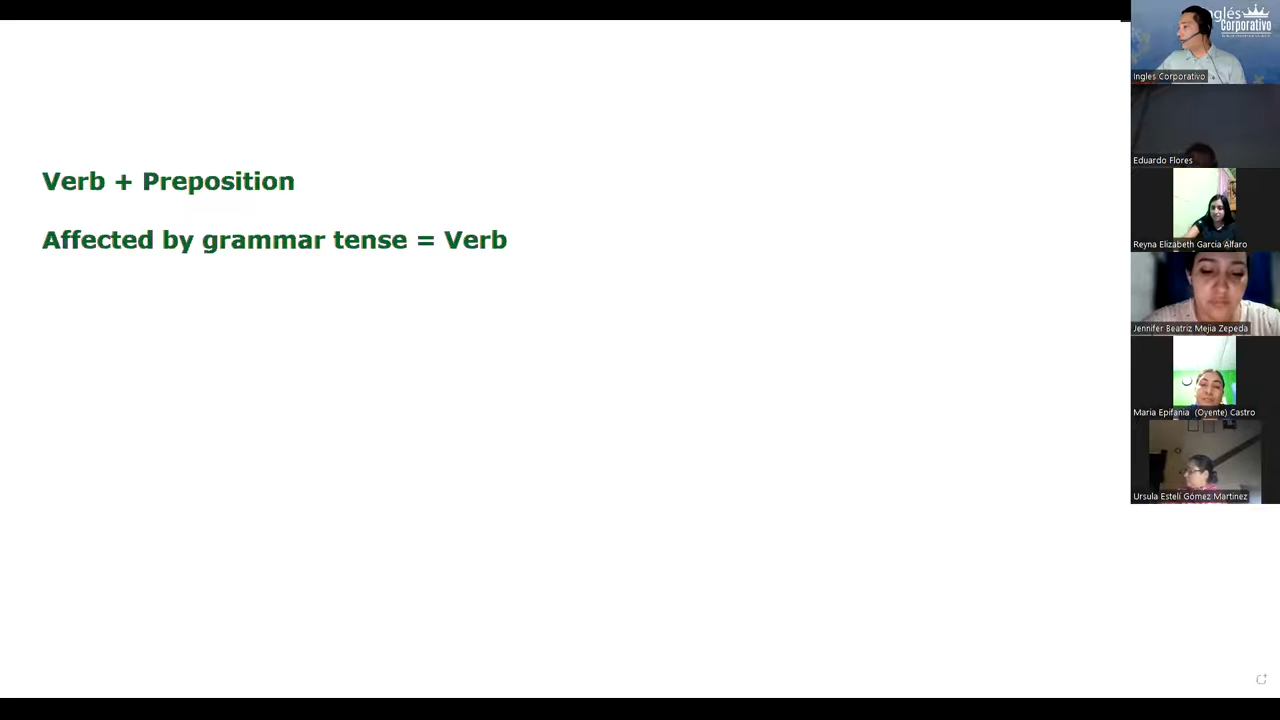 Verb + Preposition
Affected by grammar tense = Verb
Inglés
Corporativo
Ingles Corporativo
Eduardo Flores
Reyna Elizabeth Garcia Alfaro
Jennifer Beatriz Mejia Zepeda
Maria Epifania (Oyente) Castro
Ursula Estelí Gómez Martinez